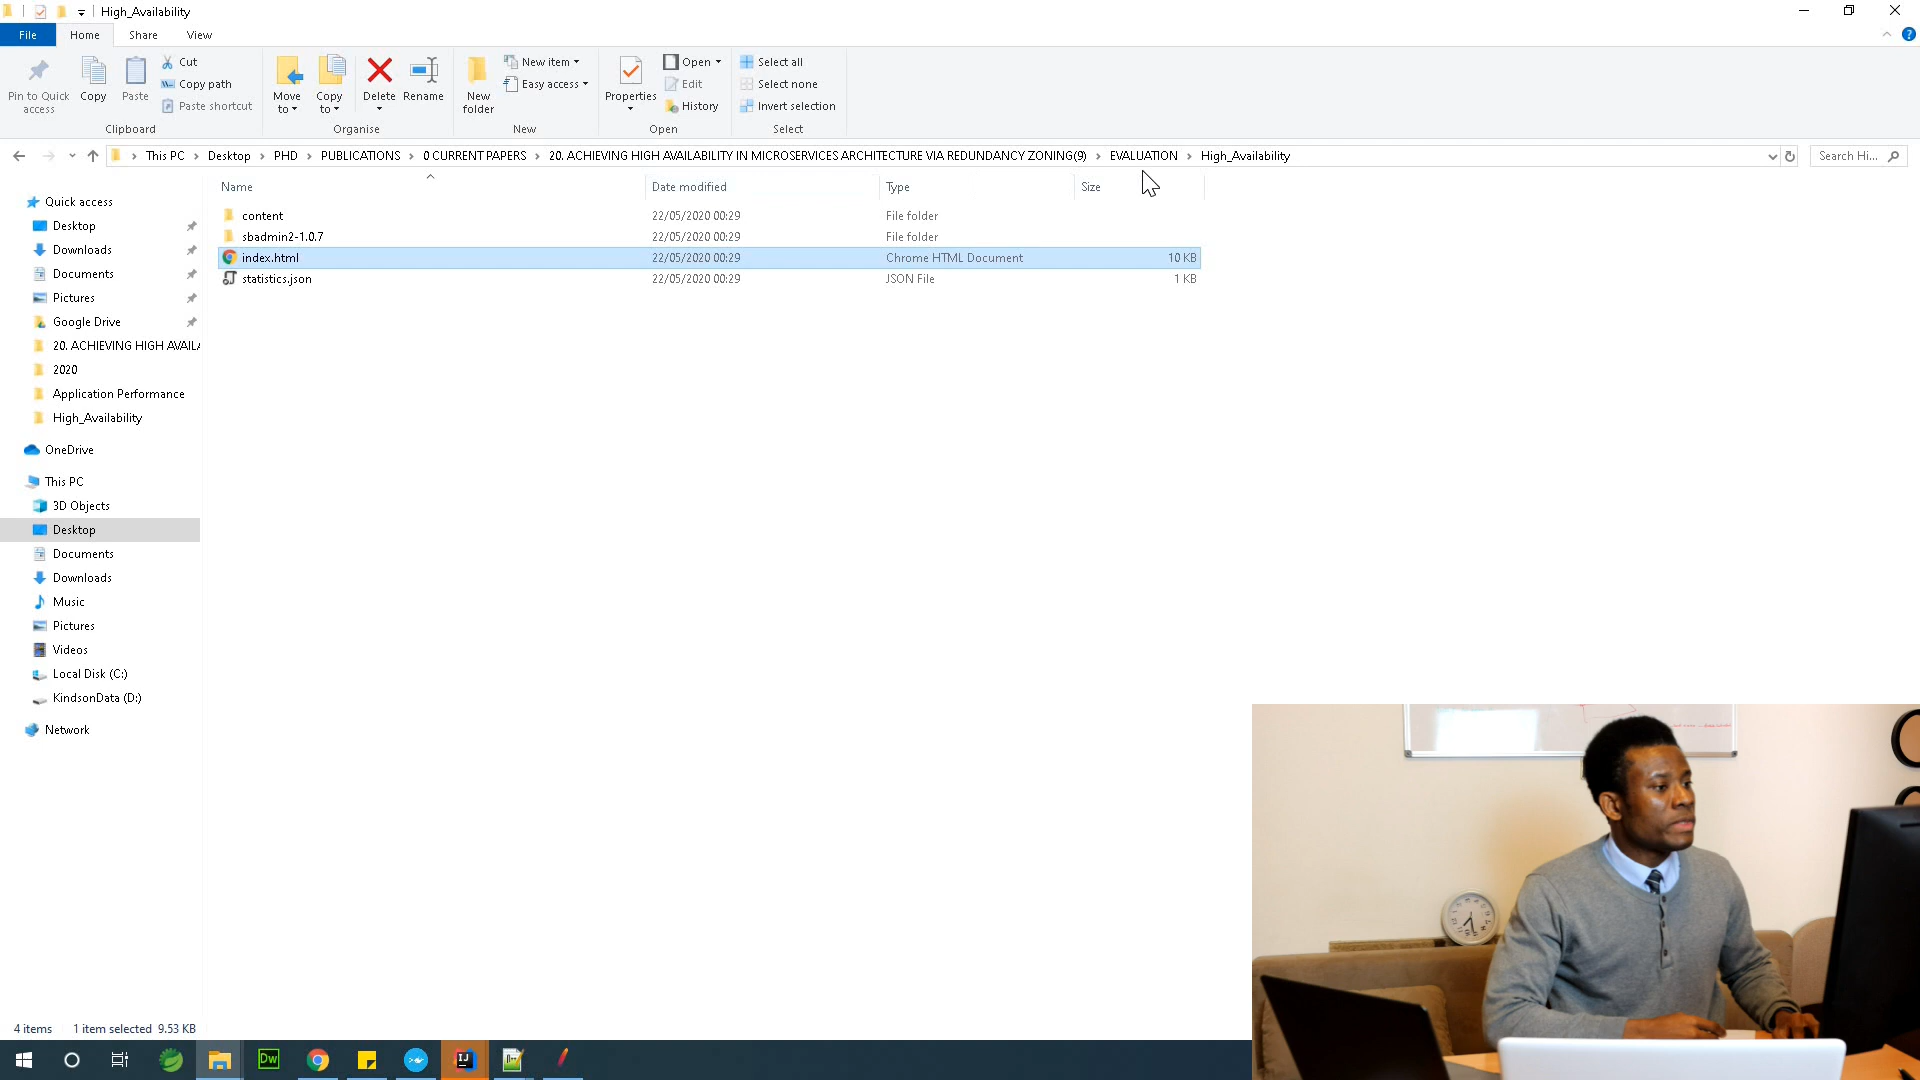 High_Availability
File Home Share View
Pin to Quick access
Copy
Paste
Cut
Copy path
Paste shortcut
Clipboard
Move to
Copy to
Delete
Rename
Organise
New folder
New item
Easy access
New
Properties
Open
Edit
History
Open
Select all
Select none
Invert selection
Select
This PC > Desktop > PHD > PUBLICATIONS > 0 CURRENT PAPERS > 20. ACHIEVING HIGH AVAILABILITY IN MICROSERVICES ARCHITECTURE VIA REDUNDANCY ZONING(9) > EVALUATION > High_Availability
Search Hi...
Name Date modified Type Size
content 22/05/2020 00:29 File folder
sbadmin2-1.0.7 22/05/2020 00:29 File folder
index.html 22/05/2020 00:29 Chrome HTML Document 10 KB
statistics.json 22/05/2020 00:29 JSON File 1 KB
Quick access
Desktop
Downloads
Documents
Pictures
Google Drive
20. ACHIEVING HIGH AVAILA
2020
Application Performance
High_Availability
OneDrive
This PC
3D Objects
Desktop
Documents
Downloads
Music
Pictures
Videos
Local Disk (C:)
KindsonData (D:)
Network
4 items 1 item selected 9.53 KB
Dw
IJ